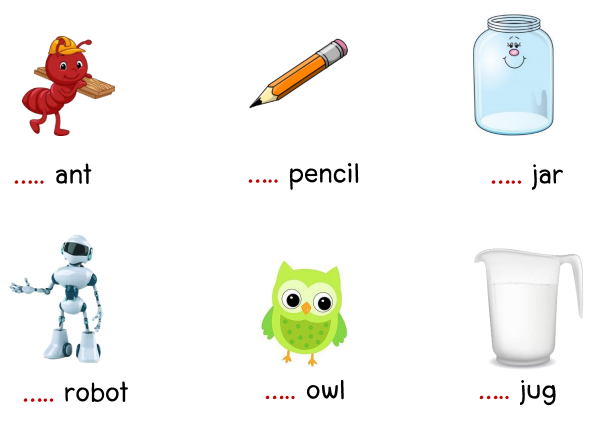 ..... ant
..... pencil
..... jar
..... robot
..... owl
..... jug